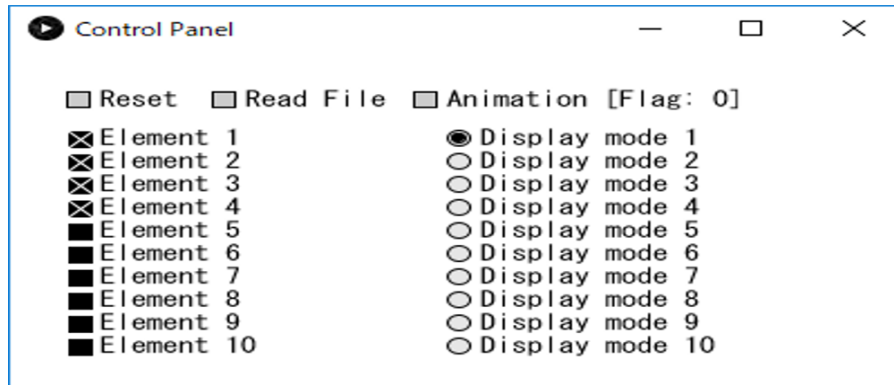 Control Panel
Reset Read File Animation [Flag: 0]
Element 1 Display mode 1
Element 2 Display mode 2
Element 3 Display mode 3
Element 4 Display mode 4
Element 5 Display mode 5
Element 6 Display mode 6
Element 7 Display mode 7
Element 8 Display mode 8
Element 9 Display mode 9
Element 10 Display mode 10